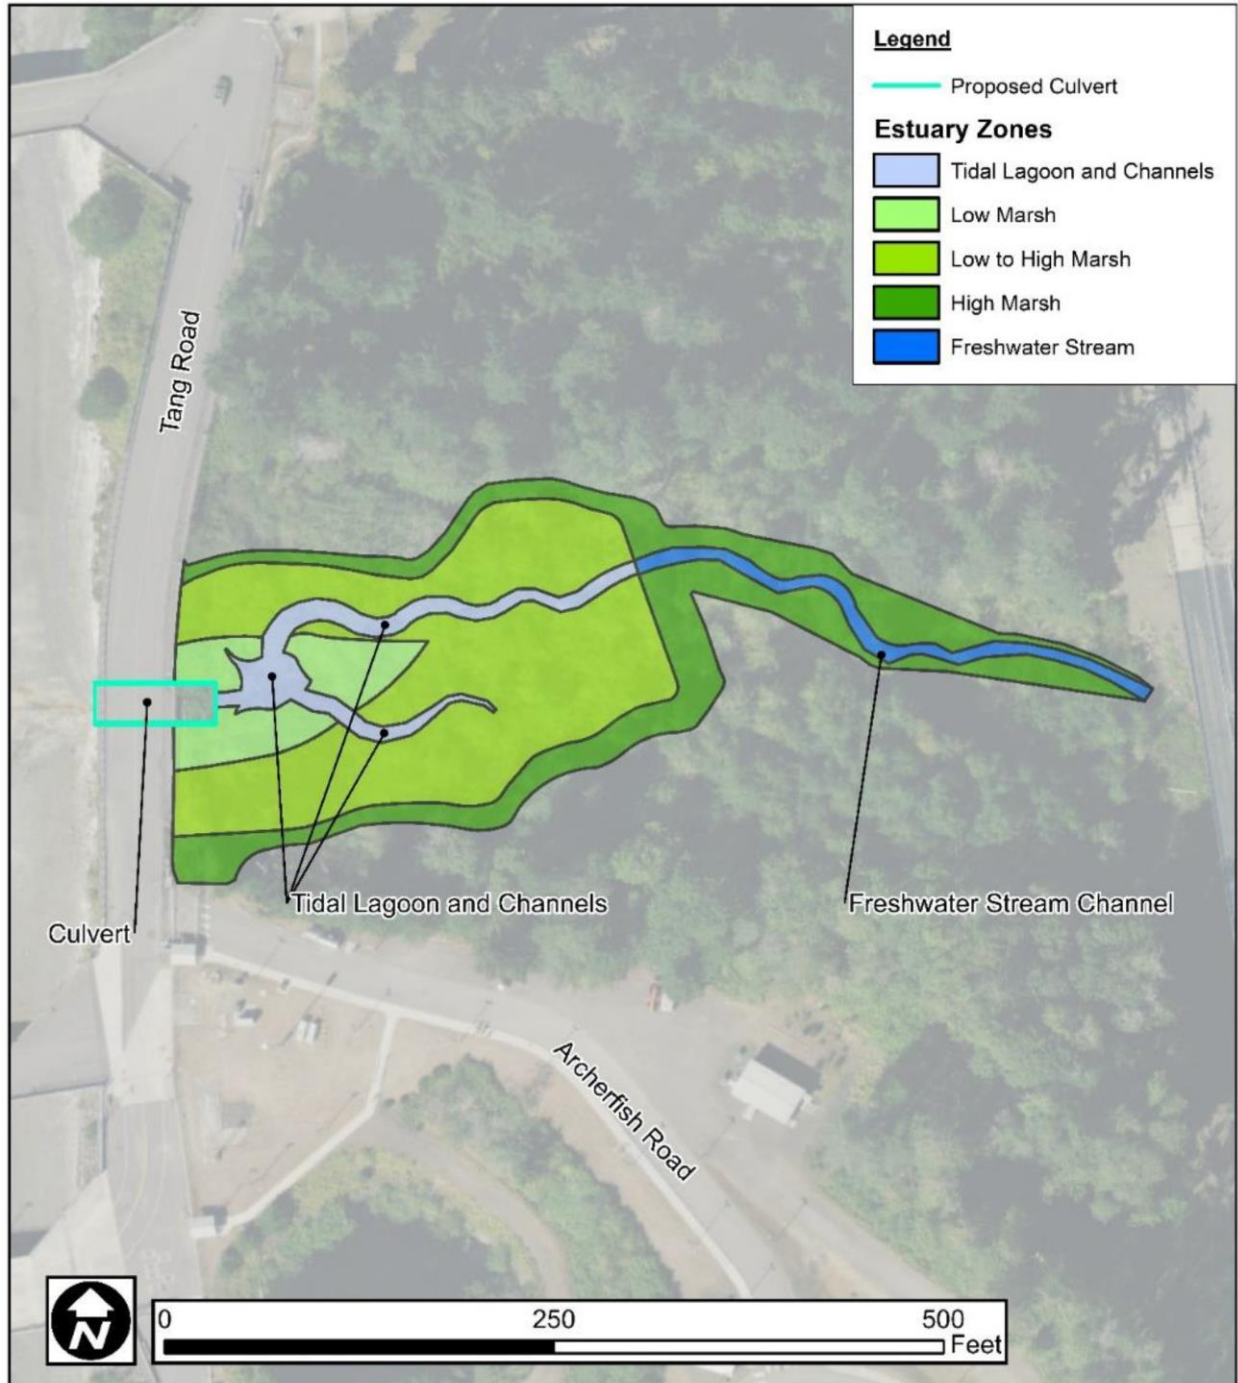 Legend
Proposed Culvert
Estuary Zones
Tidal Lagoon and Channels
Low Marsh
Low to High Marsh
High Marsh
Freshwater Stream
Tang Road
Tidal Lagoon and Channels
Freshwater Stream Channel
Culvert
Archerfish Road
N
0 250 500
Feet